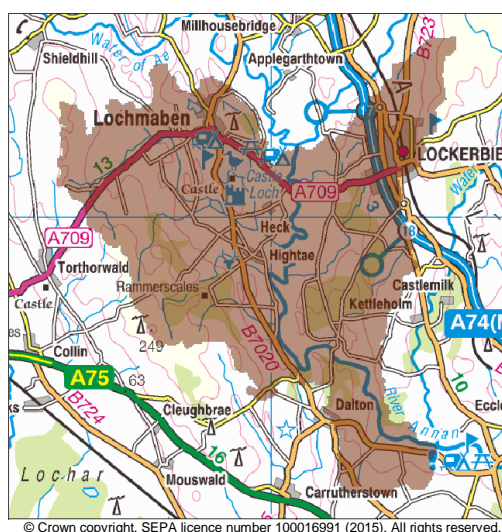 Millhousebridge
B723
Water of Ae
Applegarthtown
Shieldhill
Lochmaben
17
A
13
LOCKERBIE
Castle
Castle
Loch
A709
3
Water
A709
Heck
18
Hightae
Torthorwald
Rammerscales
Castlemilk
Castle
Kettleholm
A74(M
249
B7020
Collin
A75
63
10
B724
Cleughbrae
Dalton
River
Annan
Eccle
16
Lochar
Mouswald
Carrutherstown
© Crown copyright. SEPA licence number 100016991 (2015). All rights reserved.